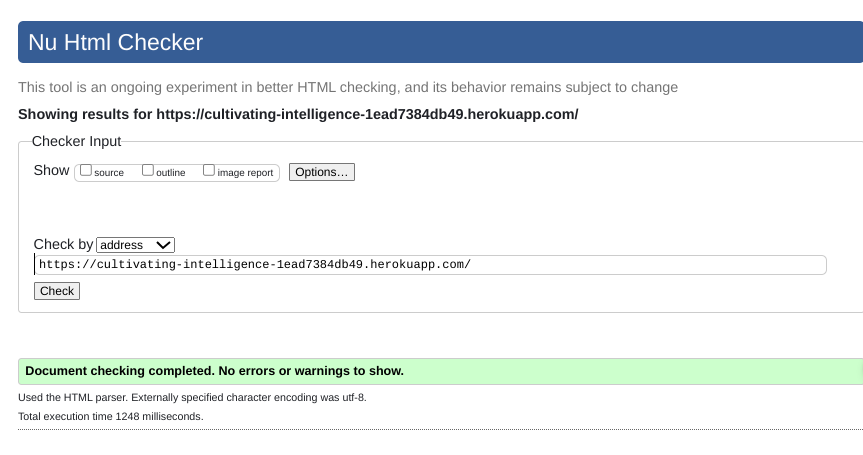 Nu Html Checker
This tool is an ongoing experiment in better HTML checking, and its behavior remains subject to change
Showing results for https://cultivating-intelligence-1ead7384db49.herokuapp.com/
Checker Input
Show source outline image report Options...
Check by address
https://cultivating-intelligence-1ead7384db49.herokuapp.com/
Check
Document checking completed. No errors or warnings to show.
Used the HTML parser. Externally specified character encoding was utf-8.
Total execution time 1248 milliseconds.